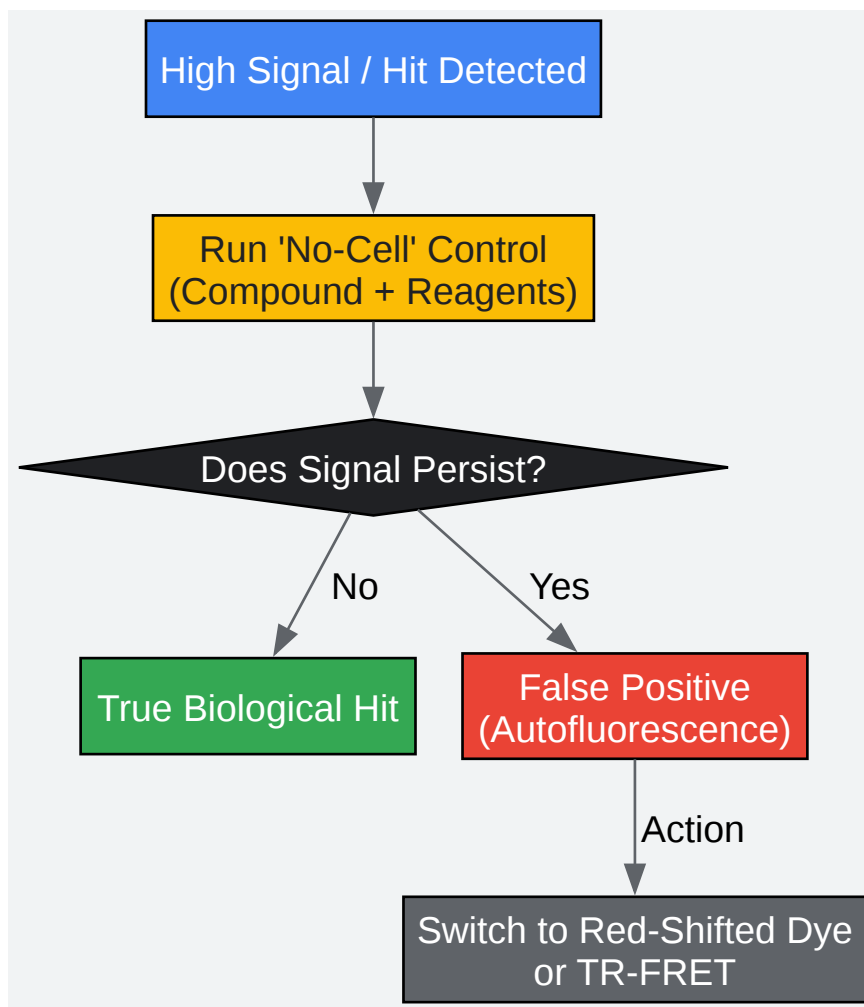 High Signal / Hit Detected
Run 'No-Cell' Control
(Compound + Reagents)
Does Signal Persist?
No
Yes
True Biological Hit
False Positive
(Autofluorescence)
Action
Switch to Red-Shifted Dye
or TR-FRET